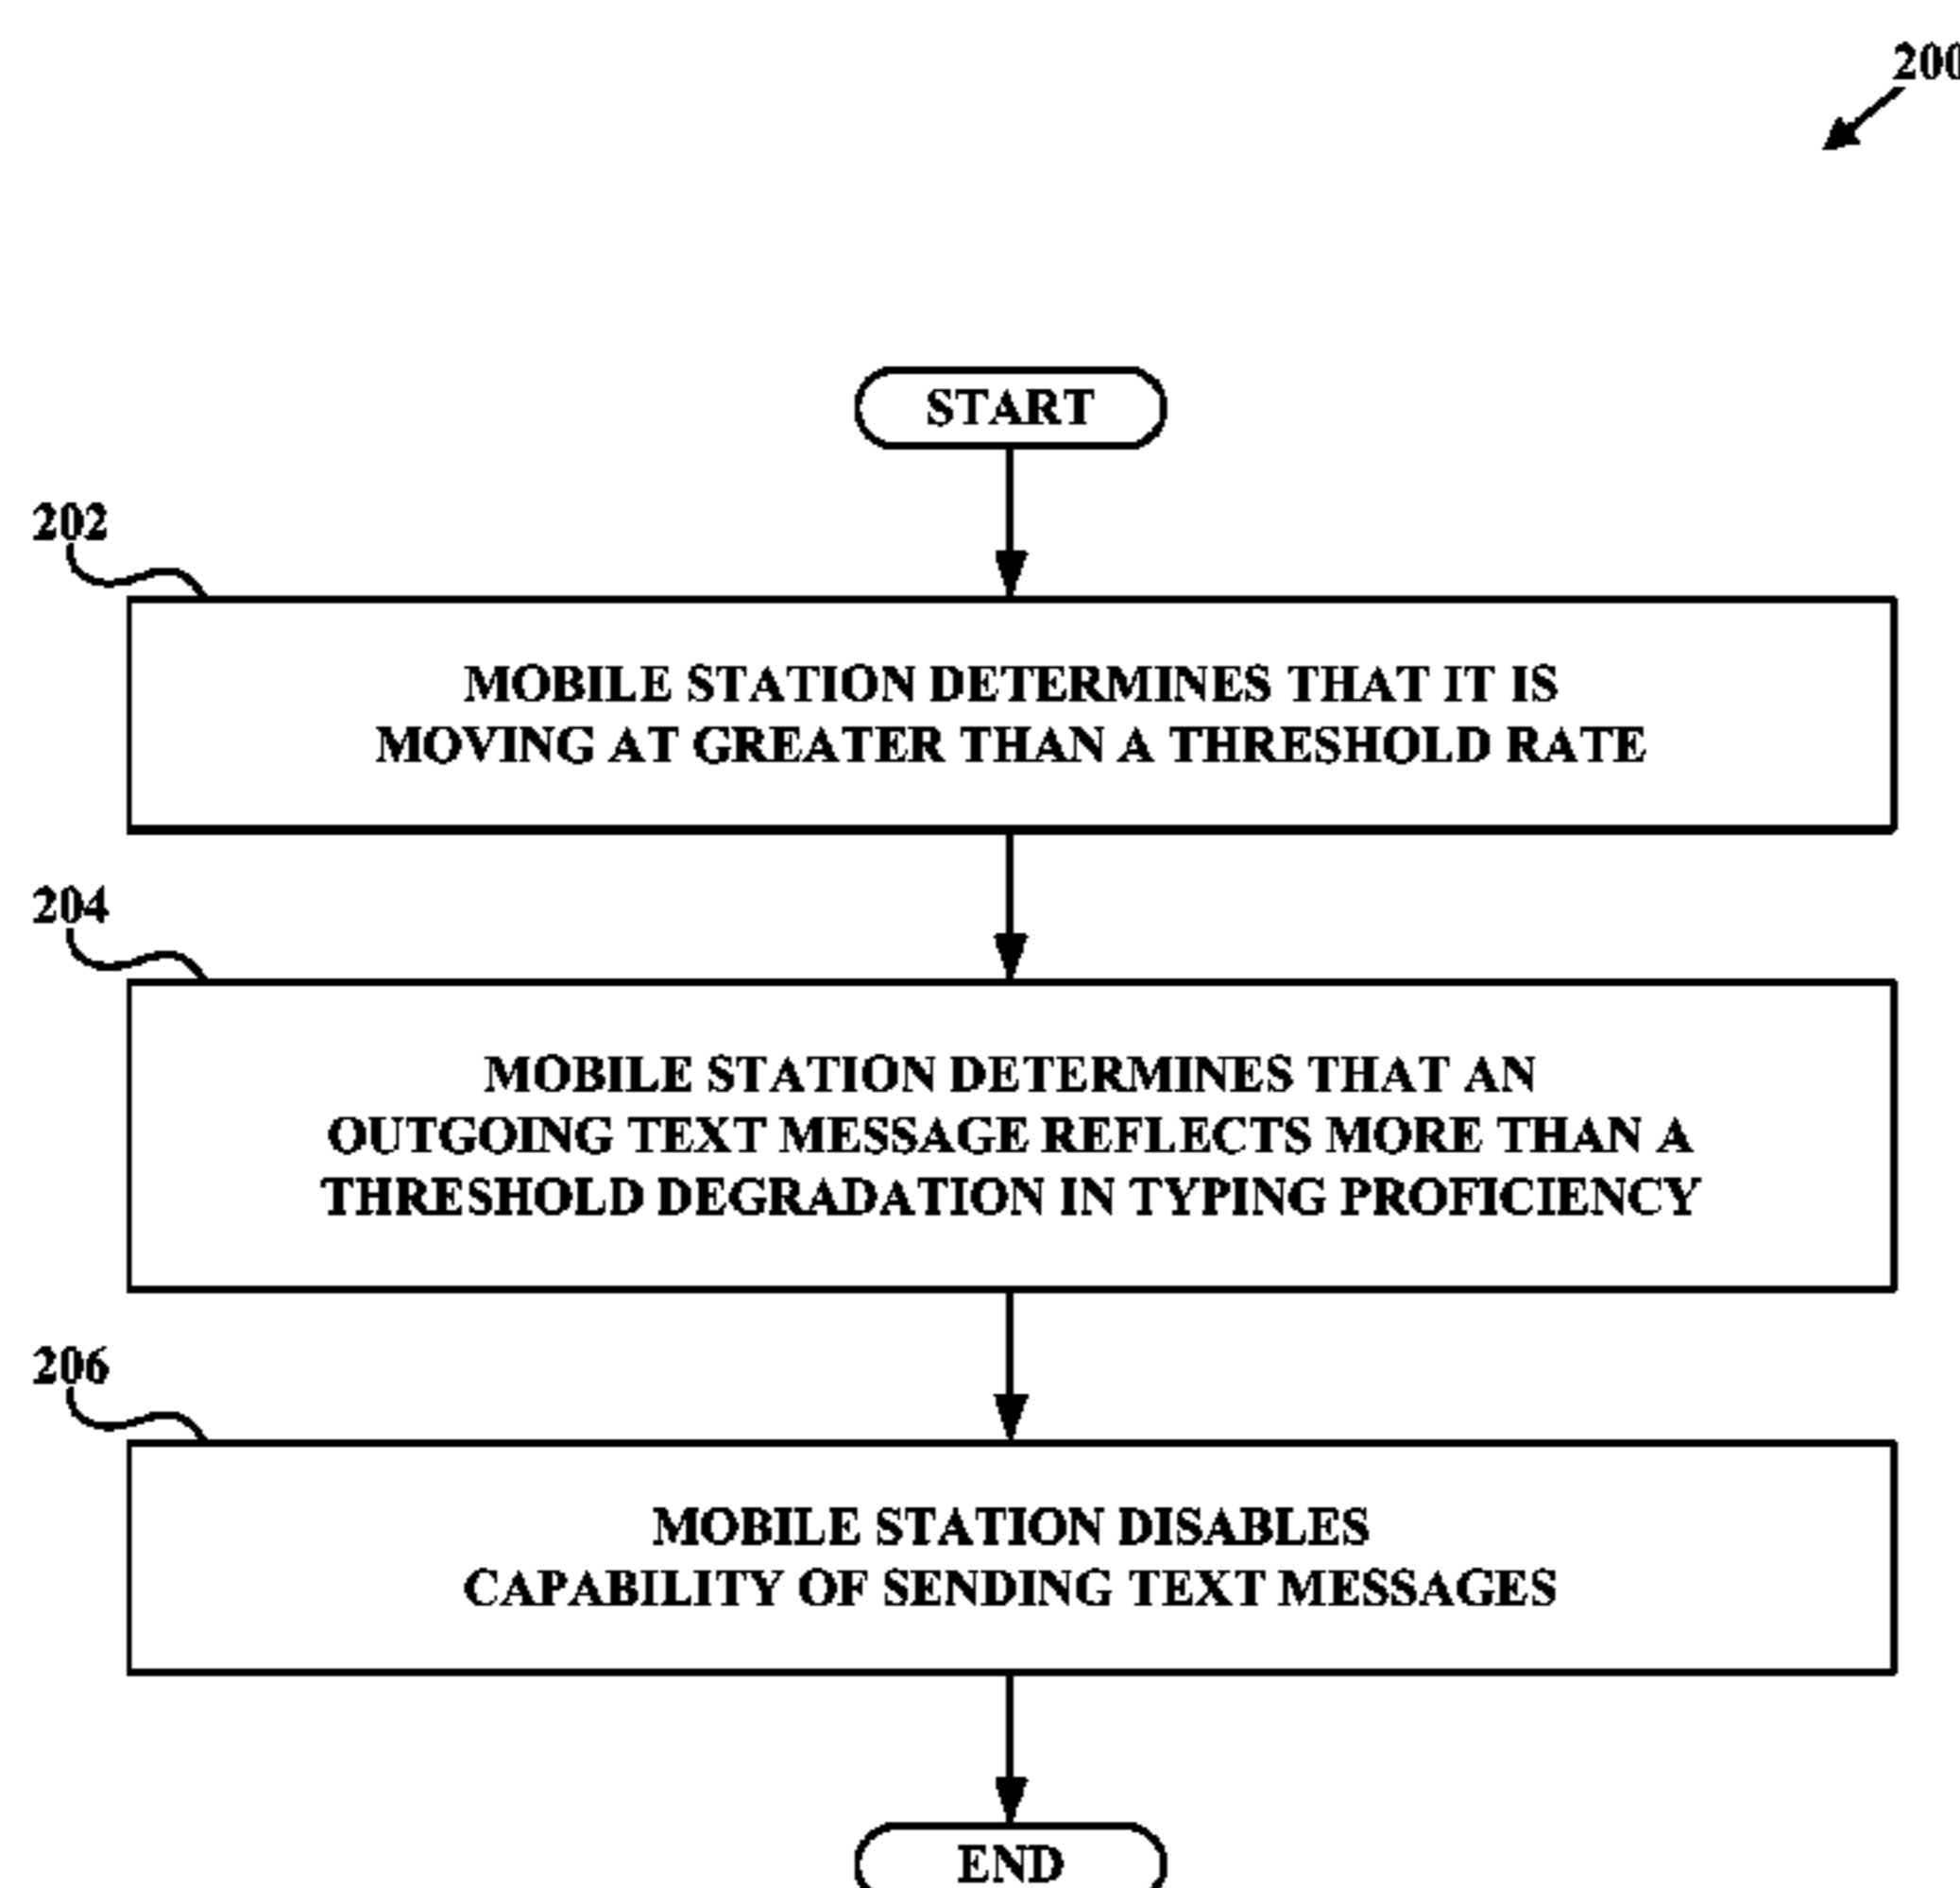 200
START
202
MOBILE STATION DETERMINES THAT IT IS
MOVING AT GREATER THAN A THRESHOLD RATE
204
MOBILE STATION DETERMINES THAT AN
OUTGOING TEXT MESSAGE REFLECTS MORE THAN A
THRESHOLD DEGRADATION IN TYPING PROFICIENCY
206
MOBILE STATION DISABLES
CAPABILITY OF SENDING TEXT MESSAGES
END